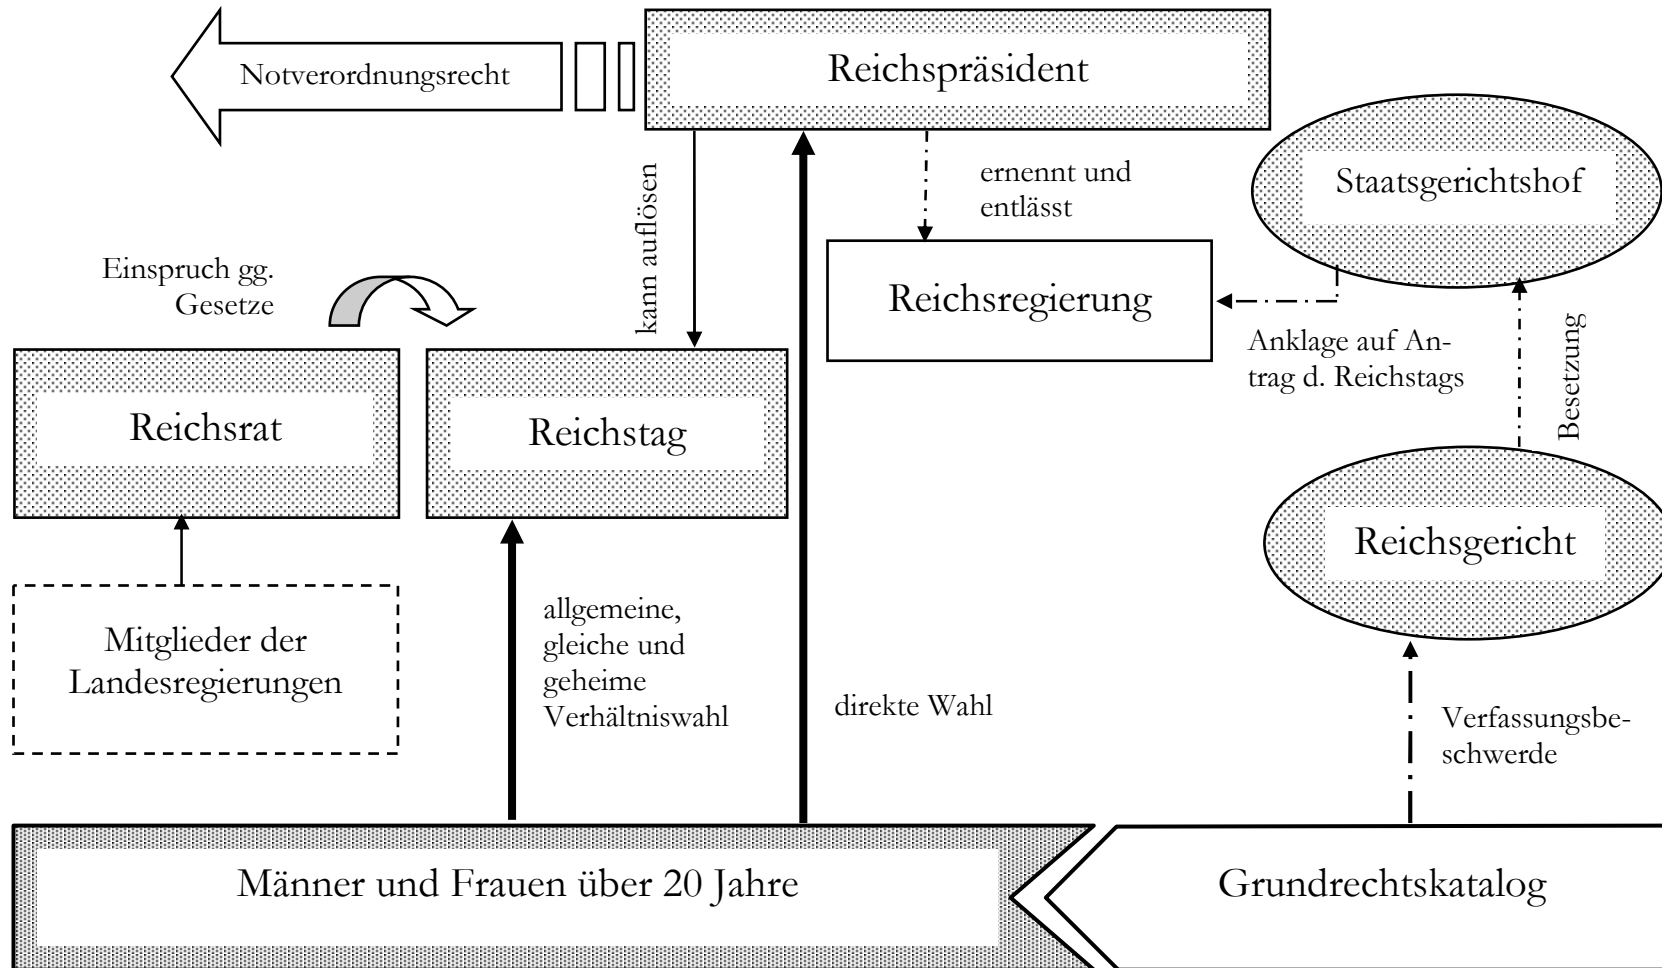 Notverordnungsrecht
Reichspräsident
kann auflösen
ernennt und
entlässt
Staatsgerichtshof
Einspruch gg.
Gesetze
Reichsregierung
Anklage auf An-
trag d. Reichstags
Besetzung
Reichsrat
Reichstag
Reichsgericht
Mitglieder der
Landesregierungen
allgemeine,
gleiche und
geheime
Verhältniswahl
direkte Wahl
Verfassungsbe-
schwerde
Männer und Frauen über 20 Jahre
Grundrechtskatalog